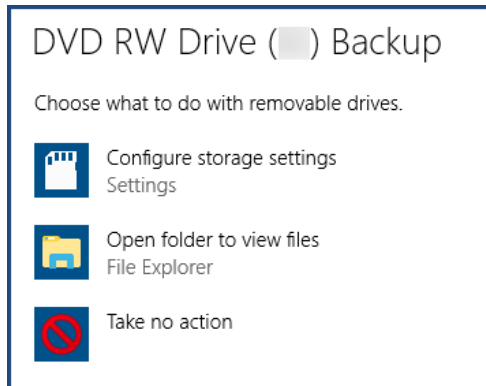 DVD RW Drive ( ) Backup
Choose what to do with removable drives.
Configure storage settings
Settings
Open folder to view files
File Explorer
Take no action